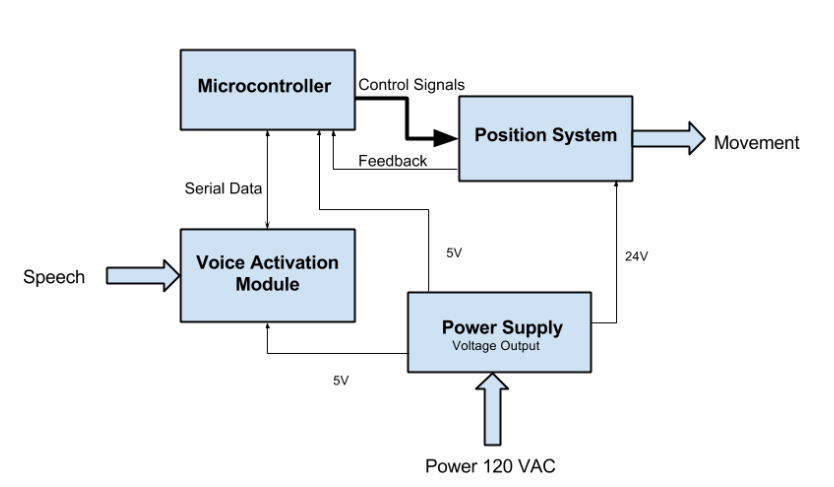 Microcontroller
Control Signals
Position System
Movement
Feedback
Serial Data
Voice Activation
Module
Speech
5V
24V
Power Supply
Voltage Output
5V
Power 120 VAC